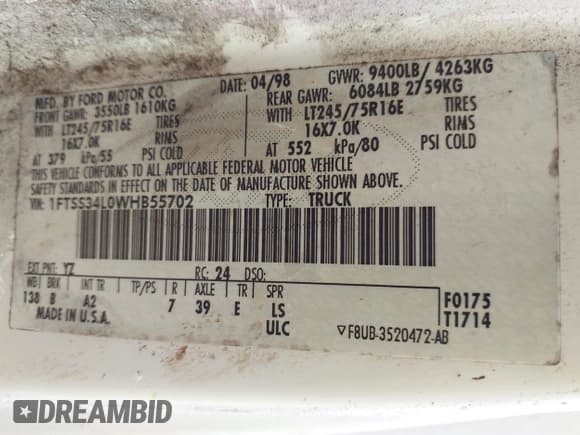 MFD. BY FORD MOTOR CO.
DATE: 04/98
GVWR: 9400LB/ 4263KG
FRONT GAWR: 3550LB 1610KG
REAR GAWR: 6084LB 2759KG
WITH LT245/75R16E TIRES
WITH LT245/75R16E TIRES
16X7.0K RIMS
16X7.0K RIMS
AT 379 kPa/55 PSI COLD
AT 552 kPa/80 PSI COLD
THIS VEHICLE CONFORMS TO ALL APPLICABLE FEDERAL MOTOR VEHICLE
SAFETY STANDARDS IN EFFECT ON THE DATE OF MANUFACTURE SHOWN ABOVE.
VIN: 1FTSS34L0WHB55702
TYPE: TRUCK
EXT PNT: YZ
RC: 24 DSO:
WB BRK INT TR TP/PS R AXLE TR SPR
138 B A2 7 39 E LS
ULC
F0175
T1714
MADE IN U.S.A.
▽F8UB-3520472-AB
DREAMBID